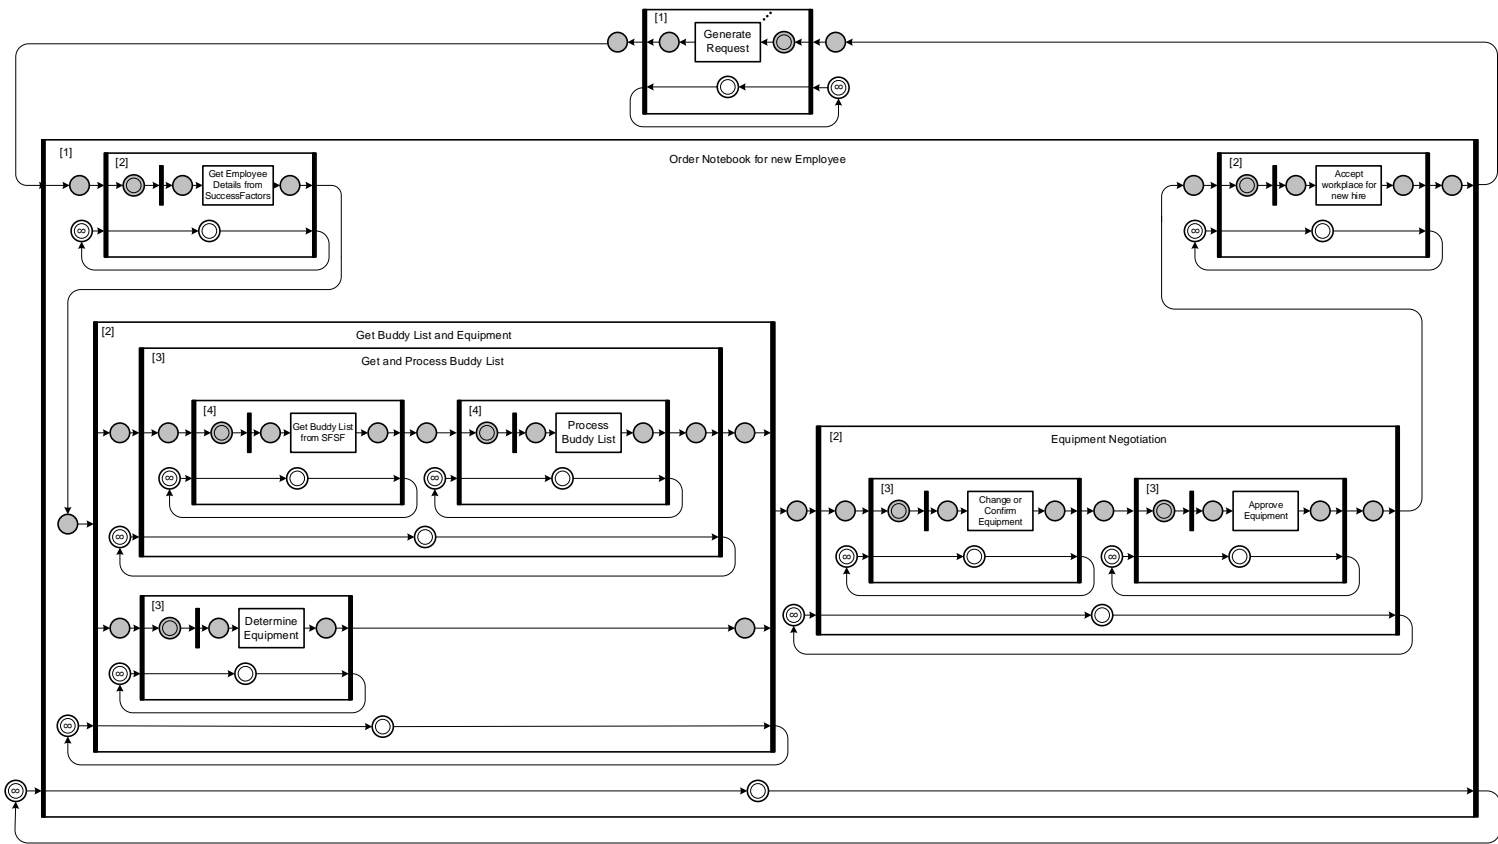 [1]
Generate
Request
[1]
Order Notebook for new Employee
[2]
Get Employee
Details from
SuccessFactors
[2]
Accept
workplace for
new hire
∞
∞
∞
[2]
Get Buddy List and Equipment
[3]
Get and Process Buddy List
[4]
Get Buddy List
from SFSF
[4]
Process
Buddy List
∞
∞
∞
[2]
Equipment Negotiation
[3]
Change or
Confirm
Equipment
[3]
Approve
Equipment
∞
∞
∞
[3]
Determine
Equipment
∞
∞
∞